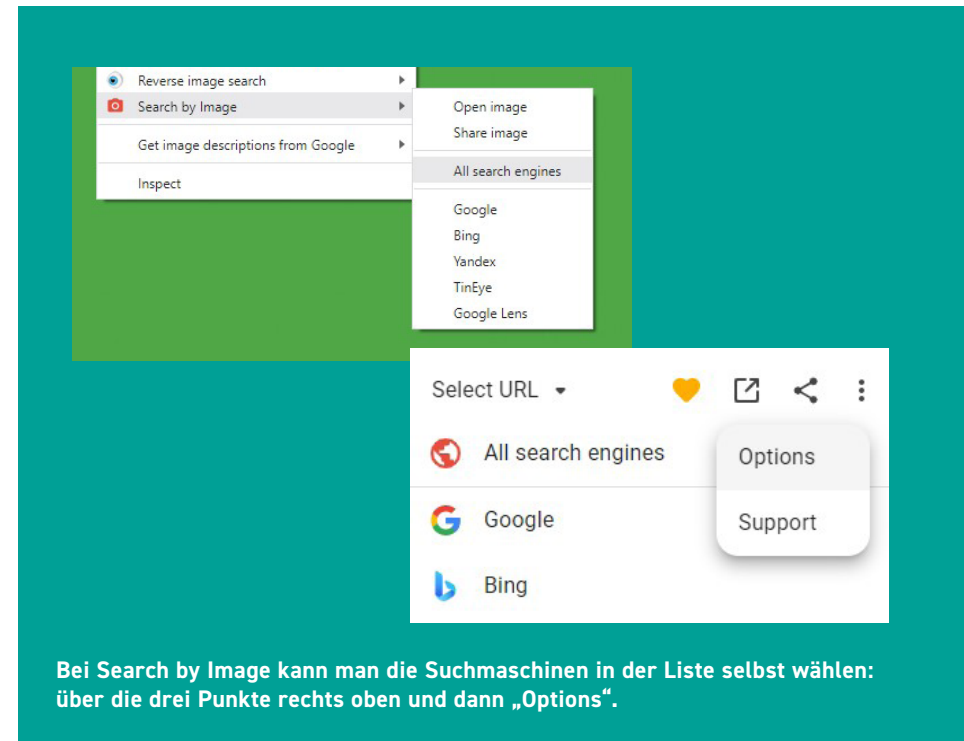 Reverse image search
Search by Image
Get image descriptions from Google
Inspect
Open image
Share image
All search engines
Google
Bing
Yandex
TinEye
Google Lens
Select URL
All search engines
Google
Bing
Options
Support
Bei Search by Image kann man die Suchmaschinen in der Liste selbst wählen:
über die drei Punkte rechts oben und dann „Options“.